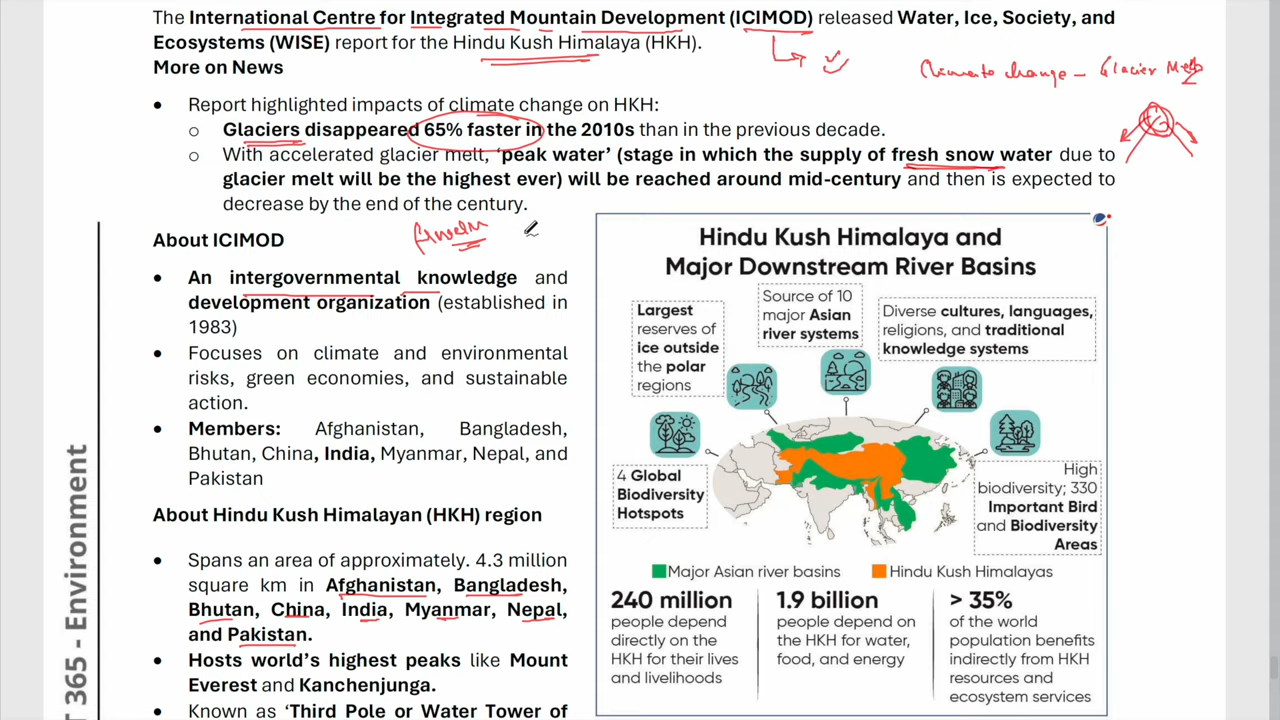 The International Centre for Integrated Mountain Development (ICIMOD) released Water, Ice, Society, and
Ecosystems (WISE) report for the Hindu Kush Himalaya (HKH).
More on News
Climate change - Glacier Melts
• Report highlighted impacts of climate change on HKH:
o Glaciers disappeared 65% faster in the 2010s than in the previous decade.
o With accelerated glacier melt, ‘peak water’ (stage in which the supply of fresh snow water due to
glacier melt will be the highest ever) will be reached around mid-century and then is expected to
decrease by the end of the century.
About ICIMOD
• An intergovernmental knowledge and
development organization (established in
1983)
• Focuses on climate and environmental
risks, green economies, and sustainable
action.
• Members: Afghanistan, Bangladesh,
Bhutan, China, India, Myanmar, Nepal, and
Pakistan
About Hindu Kush Himalayan (HKH) region
• Spans an area of approximately. 4.3 million
square km in Afghanistan, Bangladesh,
Bhutan, China, India, Myanmar, Nepal,
and Pakistan.
• Hosts world’s highest peaks like Mount
Everest and Kanchenjunga.
• Known as ‘Third Pole or Water Tower of
Hindu Kush Himalaya and
Major Downstream River Basins
Largest
reserves of
ice outside
the polar
regions
Source of 10
major Asian
river systems
Diverse cultures, languages,
religions, and traditional
knowledge systems
4 Global
Biodiversity
Hotspots
High
biodiversity; 330
Important Bird
and Biodiversity
Areas
Major Asian river basins
Hindu Kush Himalayas
240 million
people depend
directly on the
HKH for their lives
and livelihoods
1.9 billion
people depend on
the HKH for water,
food, and energy
> 35%
of the world
population benefits
indirectly from HKH
resources and
ecosystem services
T 365 - Environment